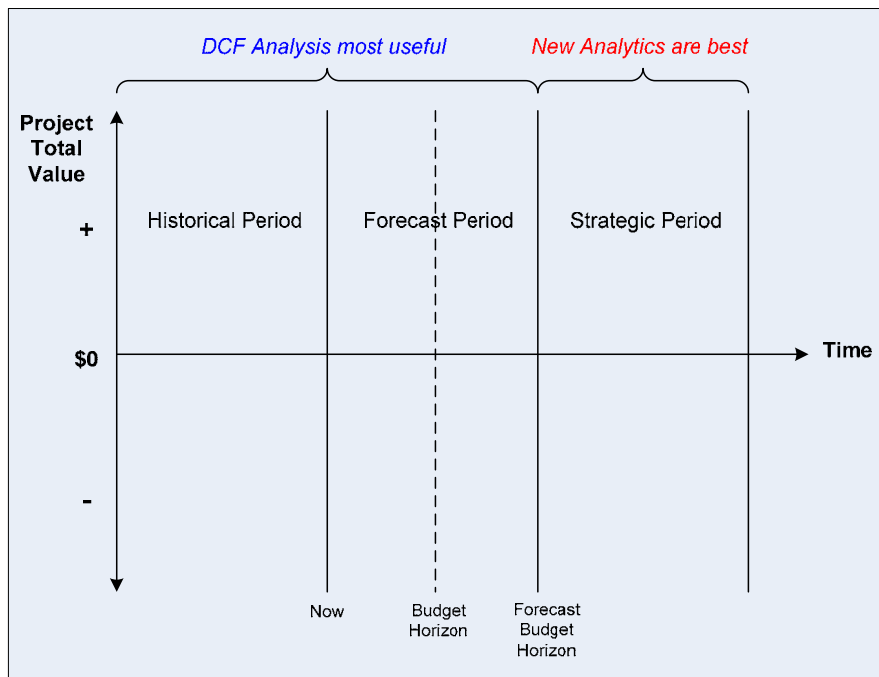 DCF Analysis most useful
New Analytics are best
Project
Total
Value
+
Historical Period
Forecast Period
Strategic Period
$0
Time
-
Now
Budget
Horizon
Forecast
Budget
Horizon